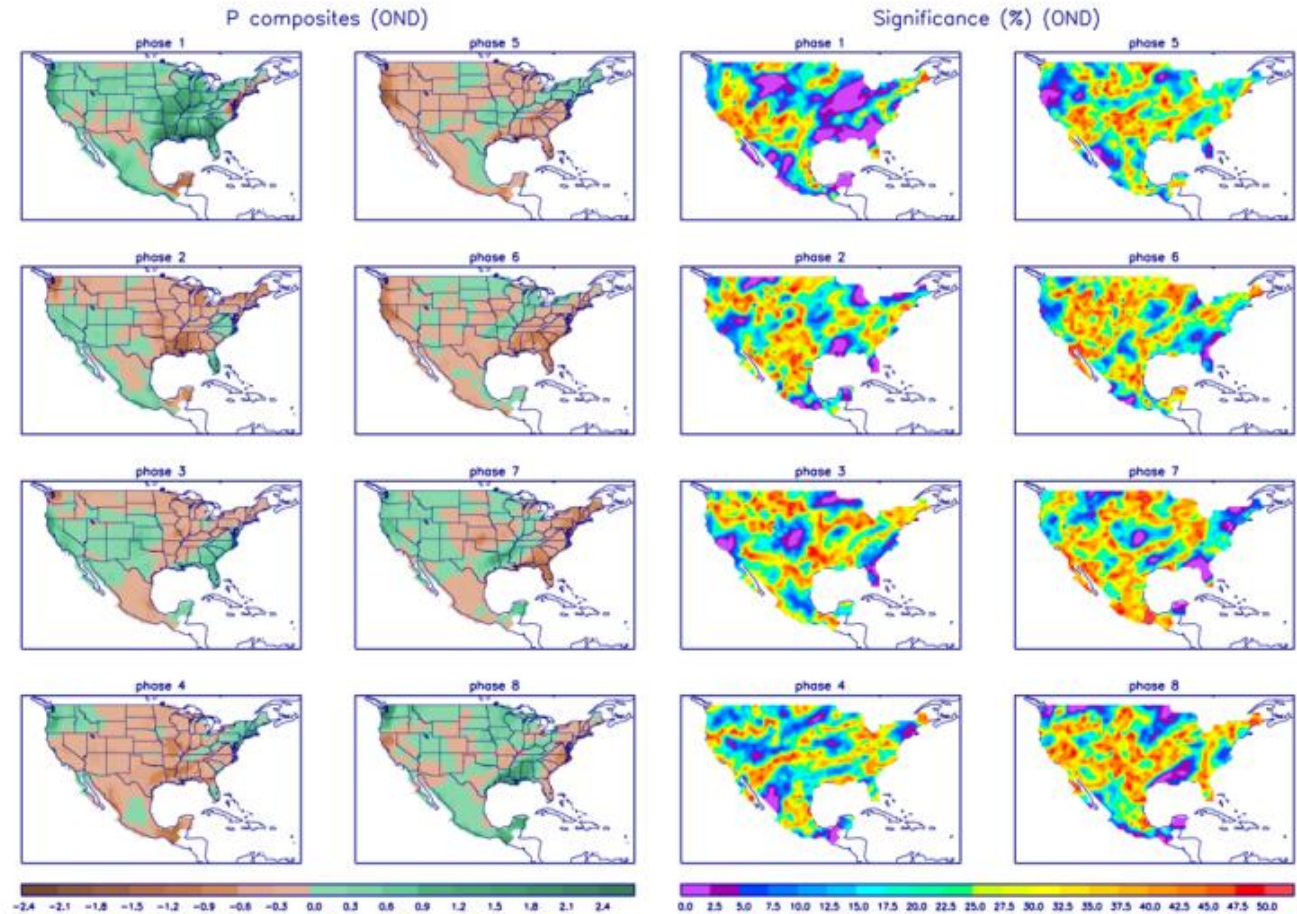 P composites (OND) Significance (%) (OND)
phase 1 phase 5 phase 1 phase 5
phase 2 phase 6 2 6
phase 3 phase 7 3 7
phase 4 phase 8 phase 4 phase 8
-2.4 -2.1 -1.8 -1.5 -1.2 -0.9 -0.6 -0.3 0.0 0.3 0.6 0.9 1.2 1.5 1.8 2.1 2.4 0.0 2.5 5.0 7.5 10.0 12.5 15.0 17.5 20.0 22.5 25.0 27.5 30.0 32.5 35.0 37.5 40.0 42.5 45.0 47.5 50.0